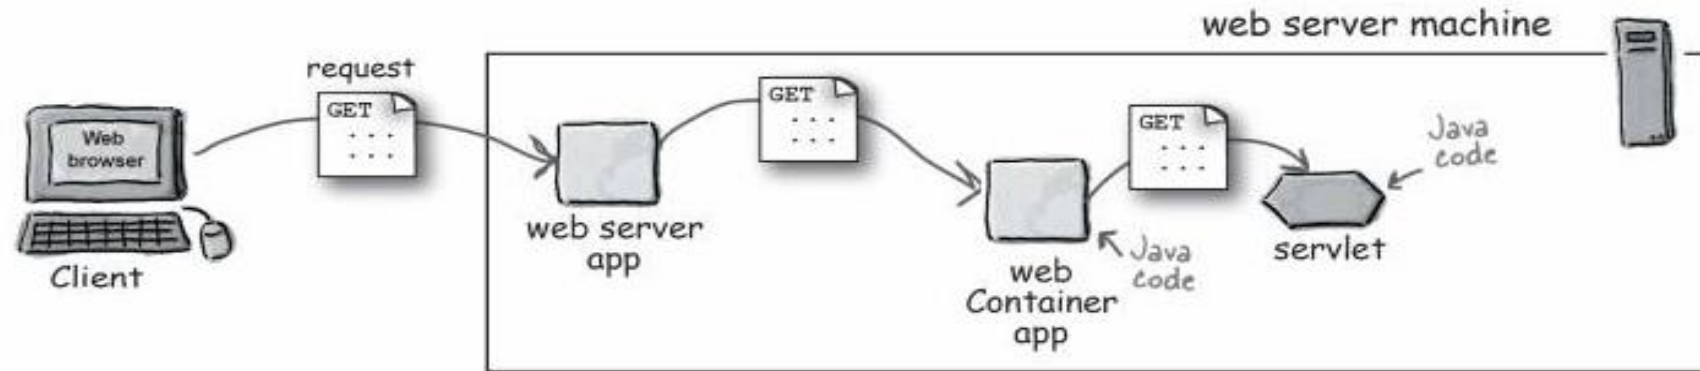 web server machine
request
GET
Web
browser
Client
web server
app
GET
web
Container
app
Java
code
GET
servlet
Java
code